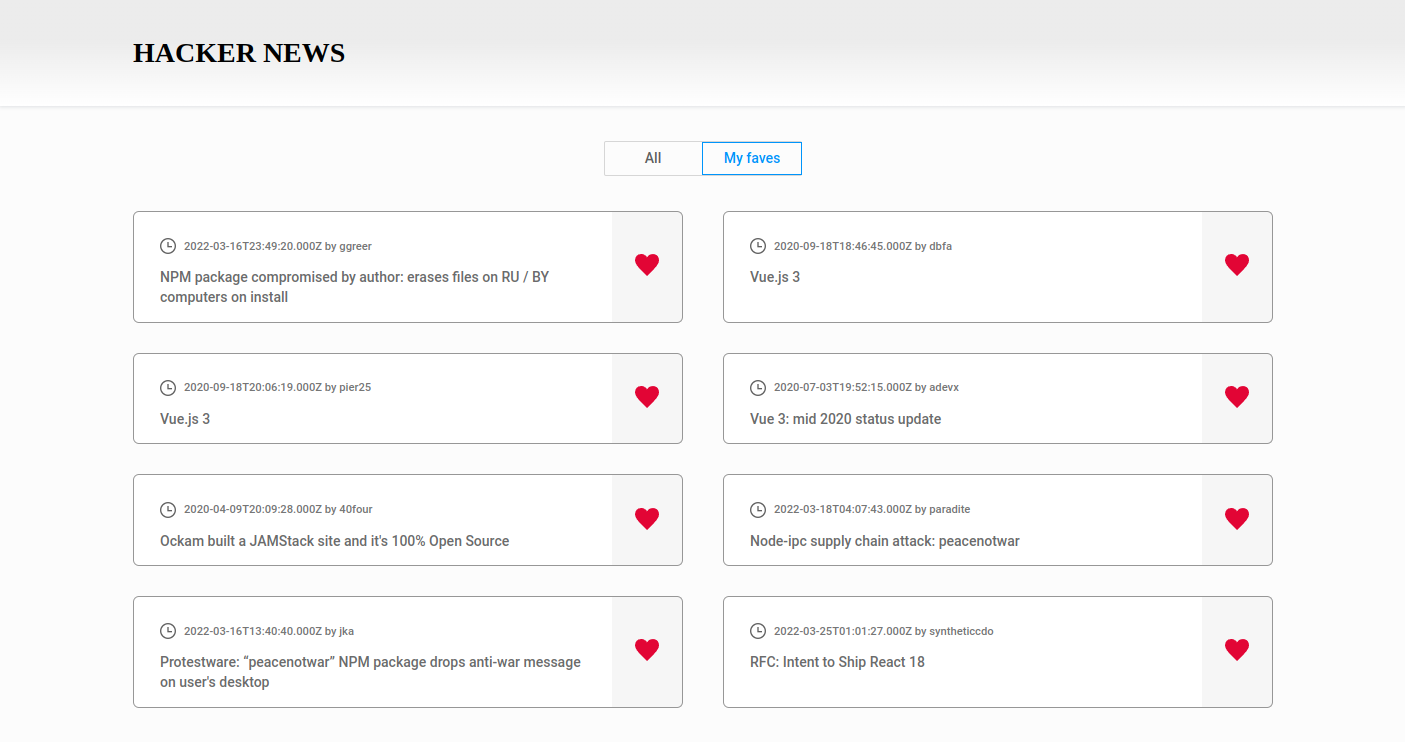 HACKER NEWS
All
My faves
2022-03-16T23:49:20.000Z by ggreer
NPM package compromised by author: erases files on RU / BY
computers on install
2020-09-18T18:46:45.000Z by dbfa
Vue.js 3
2020-09-18T20:06:19.000Z by pier25
Vue.js 3
2020-07-03T19:52:15.000Z by adevx
Vue 3: mid 2020 status update
2020-04-09T20:09:28.000Z by 40four
Ockam built a JAMStack site and it's 100% Open Source
2022-03-18T04:07:43.000Z by paradite
Node-ipc supply chain attack: peacenotwar
2022-03-16T13:40:40.000Z by jka
Protestware: “peacenotwar” NPM package drops anti-war message
on user's desktop
2022-03-25T01:01:27.000Z by syntheticcdo
RFC: Intent to Ship React 18